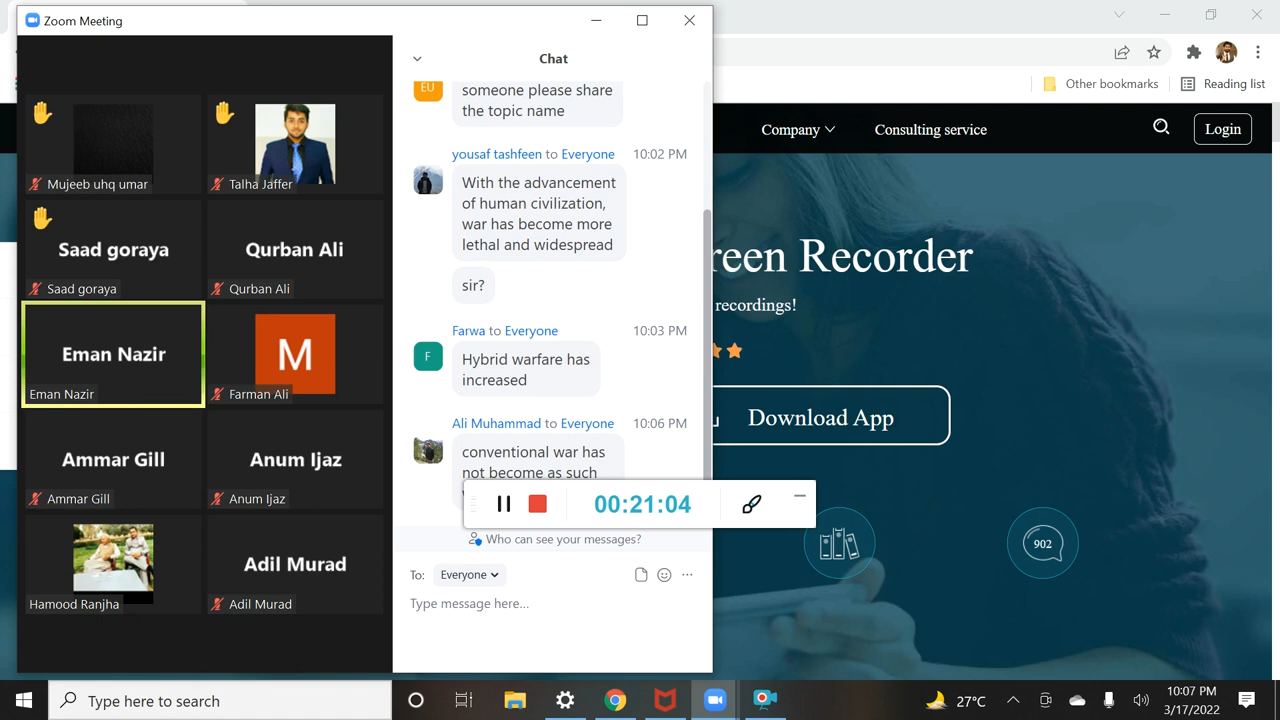 Zoom Meeting
Chat
Mujeeb uhq umar
Talha Jaffer
Saad goraya
Saad goraya
Qurban Ali
Qurban Ali
Eman Nazir
Eman Nazir
M
Farman Ali
Ammar Gill
Ammar Gill
Anum Ijaz
Anum Ijaz
Hamood Ranjha
Adil Murad
Adil Murad
EU
someone please share
the topic name
yousaf tashfeen to Everyone 10:02 PM
With the advancement
of human civilization,
war has become more
lethal and widespread
sir?
Farwa to Everyone 10:03 PM
F
Hybrid warfare has
increased
Ali Muhammad to Everyone 10:06 PM
conventional war has
not become as such
00:21:04
Who can see your messages?
To: Everyone
Type message here...
Other bookmarks
Reading list
Company
Consulting service
Login
reen Recorder
recordings!
Download App
902
Type here to search
27°C
10:07 PM
3/17/2022